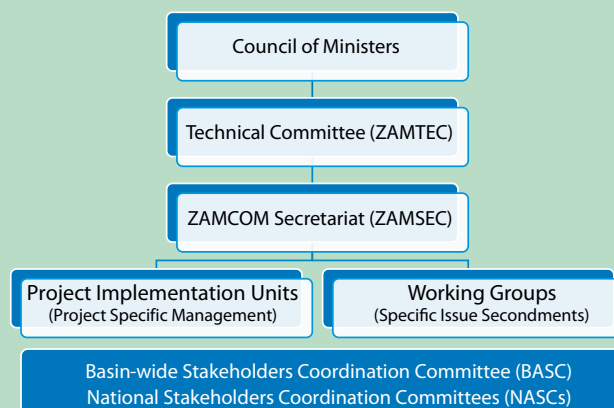 Council of Ministers
Technical Committee (ZAMTEC)
ZAMCOM Secretariat (ZAMSEC)
Project Implementation Units
(Project Specific Management)
Working Groups
(Specific Issue Secondments)
Basin-wide Stakeholders Coordination Committee (BASC)
National Stakeholders Coordination Committees (NASCs)